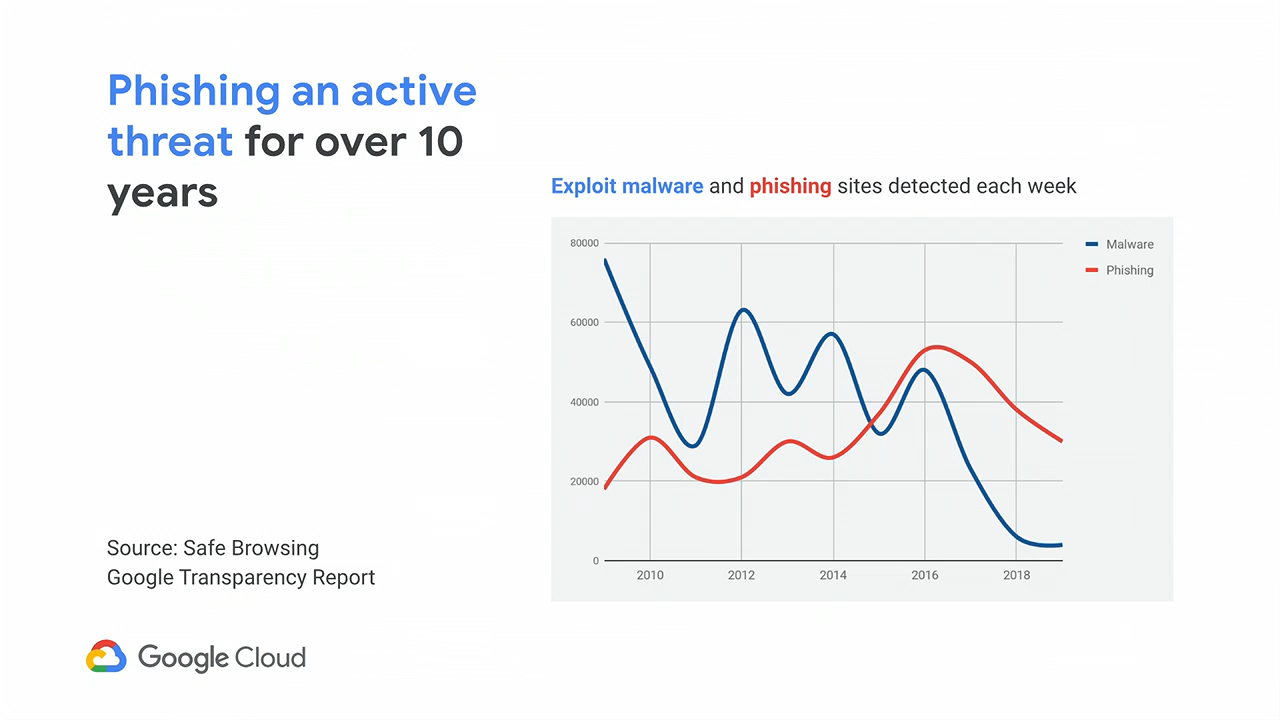 Phishing an active
threat for over 10
years
Exploit malware and phishing sites detected each week
80000
60000
40000
20000
0
2010
2012
2014
2016
2018
Malware
Phishing
Source: Safe Browsing
Google Transparency Report
Google Cloud